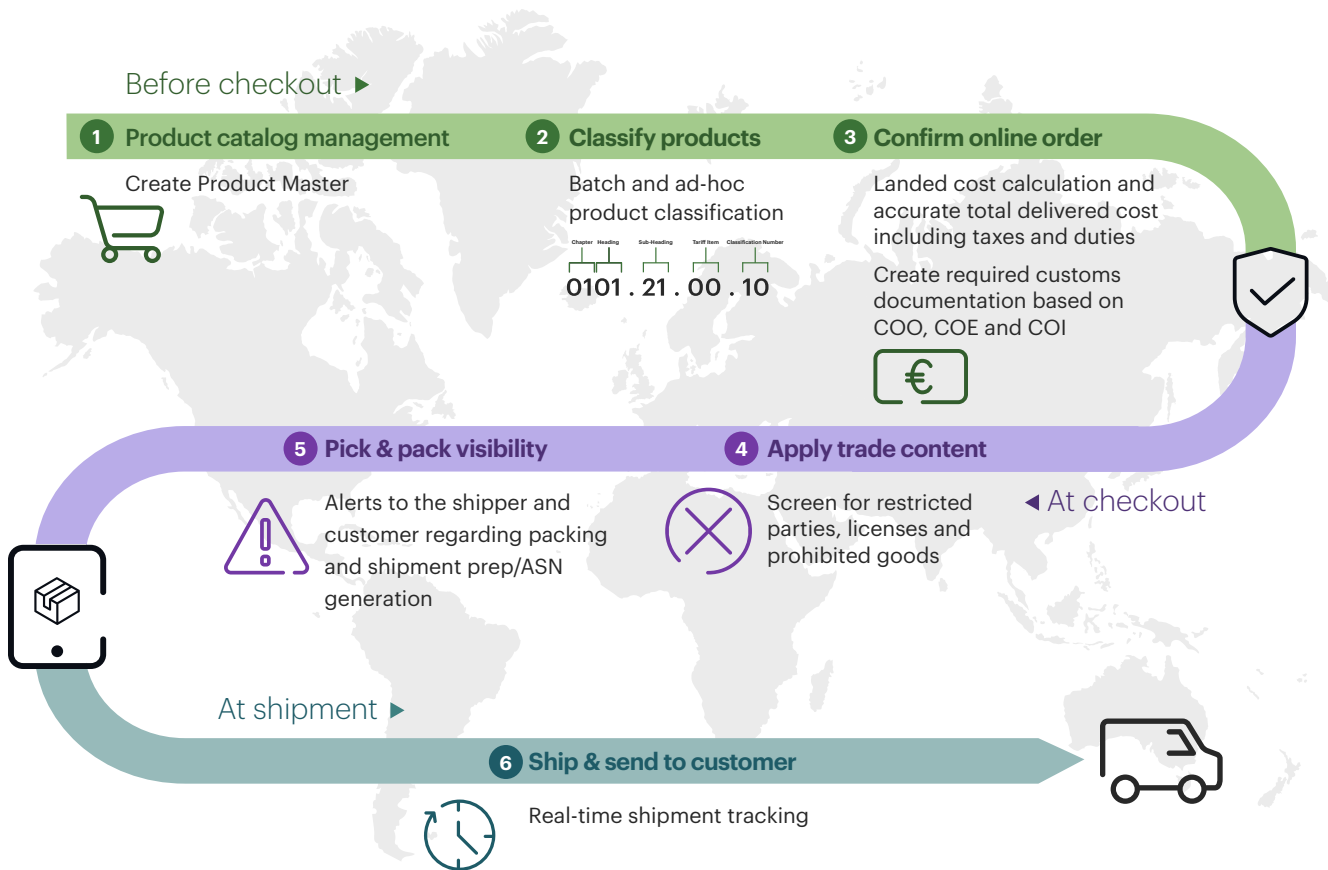 Before checkout
1 Product catalog management
Create Product Master
2 Classify products
Batch and ad-hoc
product classification
Chapter Heading Sub-Heading Tariff Item Classification Number
0101 . 21 . 00 . 10
3 Confirm online order
Landed cost calculation and
accurate total delivered cost
including taxes and duties
Create required customs
documentation based on
COO, COE and COI
€
At checkout
4 Apply trade content
Screen for restricted
parties, licenses and
prohibited goods
5 Pick & pack visibility
Alerts to the shipper and
customer regarding packing
and shipment prep/ASN
generation
At shipment
6 Ship & send to customer
Real-time shipment tracking